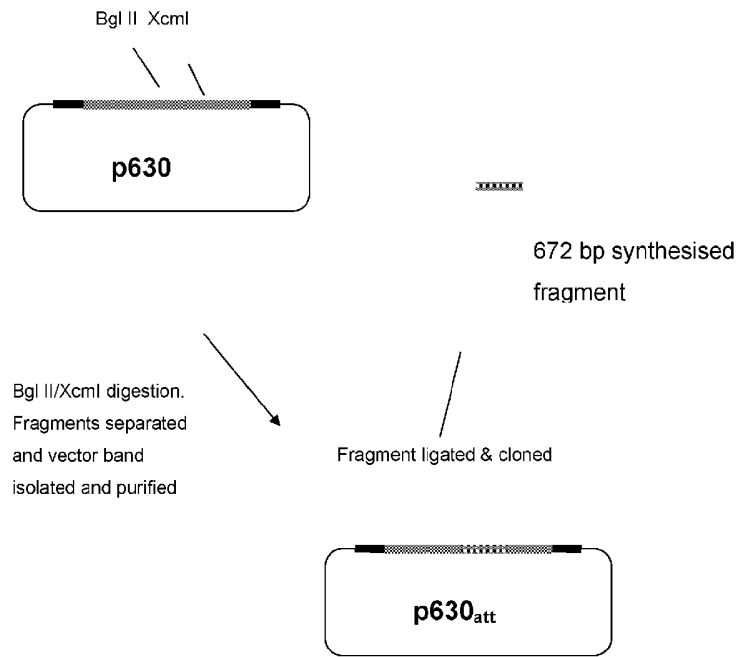 Bgl II XcmI
p630
672 bp synthesised
fragment
Bgl II/XcmI digestion.
Fragments separated
and vector band
isolated and purified
Fragment ligated & cloned
p630att